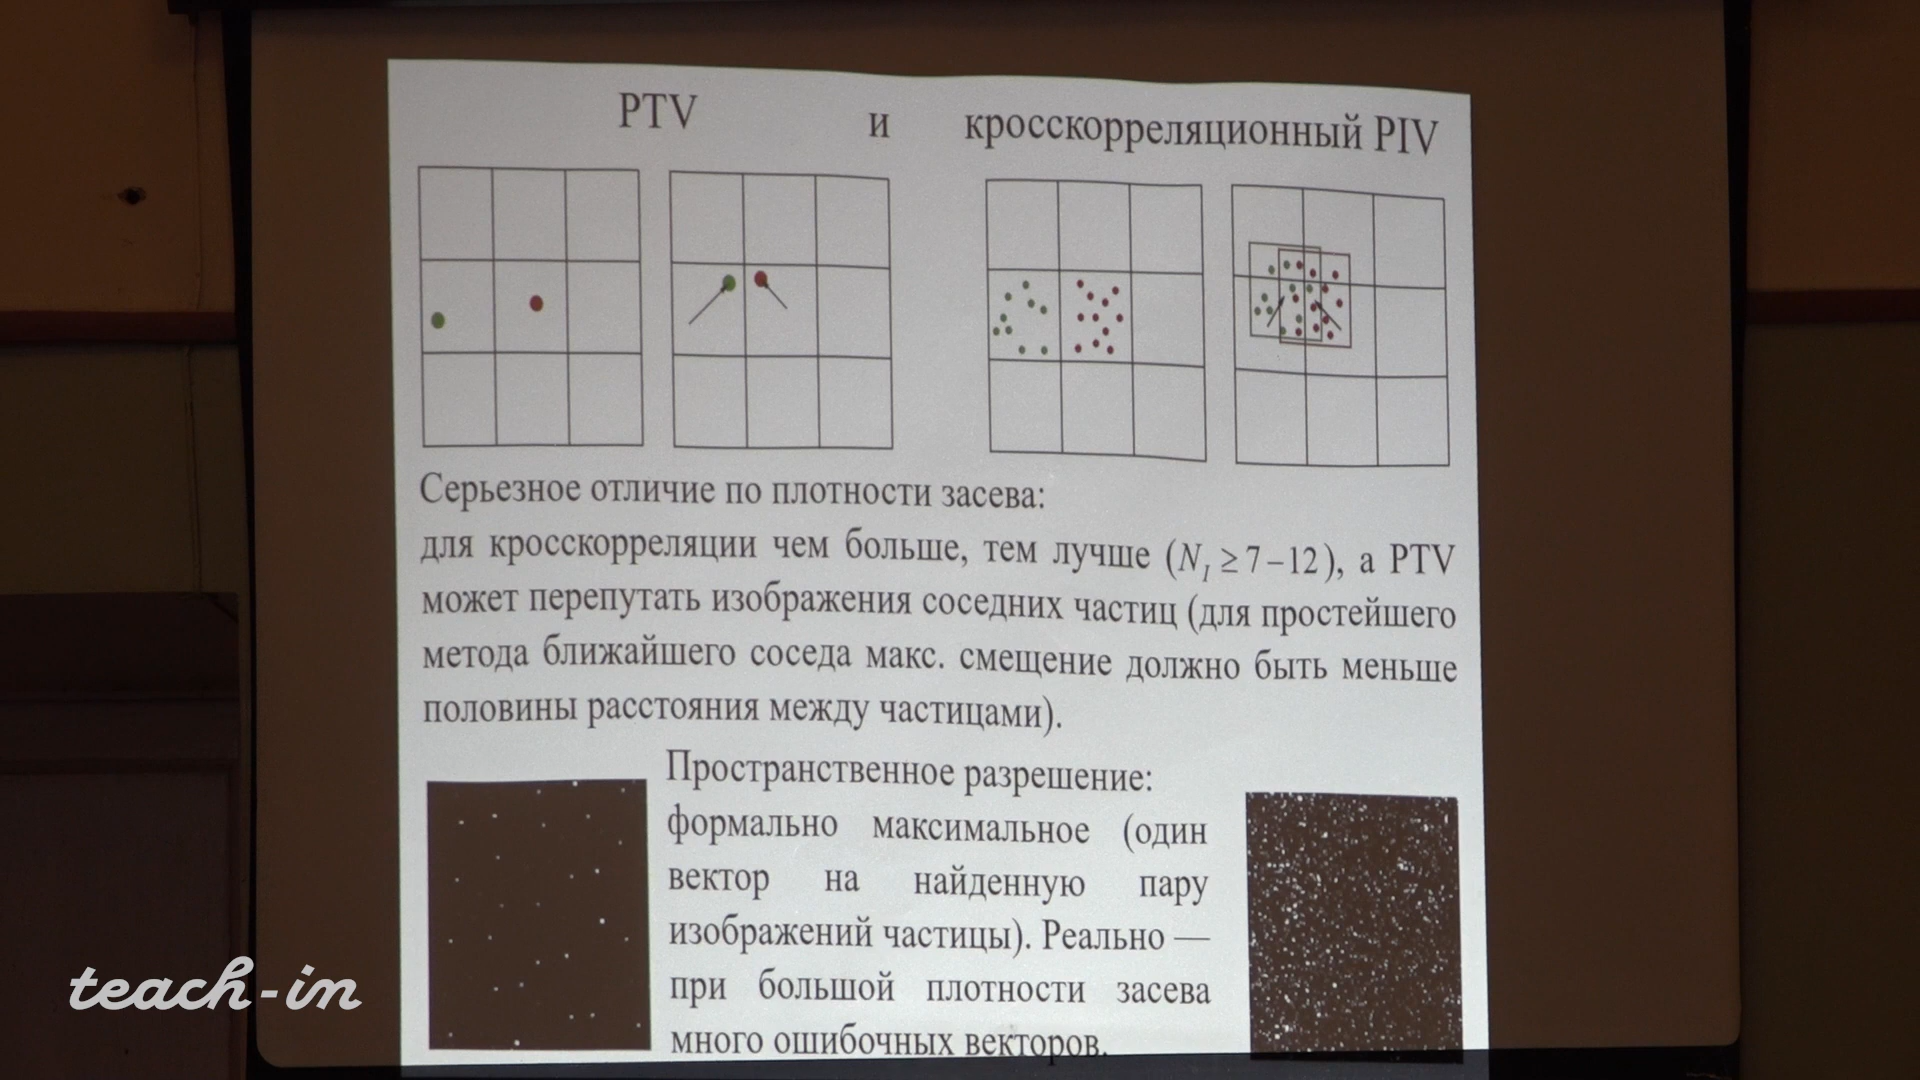 PTV и кросскорреляционный PIV
Серьезное отличие по плотности засева:
для кросскорреляции чем больше, тем лучше (N_I ≥ 7–12), а PTV
может перепутать изображения соседних частиц (для простейшего
метода ближайшего соседа макс. смещение должно быть меньше
половины расстояния между частицами).
Пространственное разрешение:
формально максимальное (один
вектор на найденную пару
изображений частицы). Реально —
при большой плотности засева
много ошибочных векторов.
teach-in